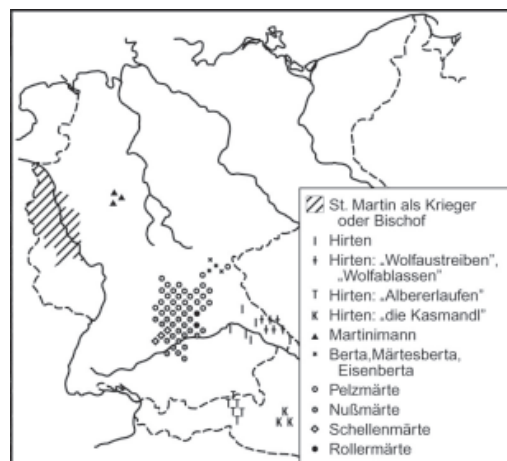 St. Martin als Krieger
oder Bischof
Hirten
Hirten: „Wolfaustreiben”,
„Wolfablassen”
Hirten: „Albererlaufen”
Hirten: „die Kasmandl”
Martinimann
Berta,Märtesberta,
Eisenberta
Pelzmärte
Nußmärte
Schellenmärte
Rollermärte